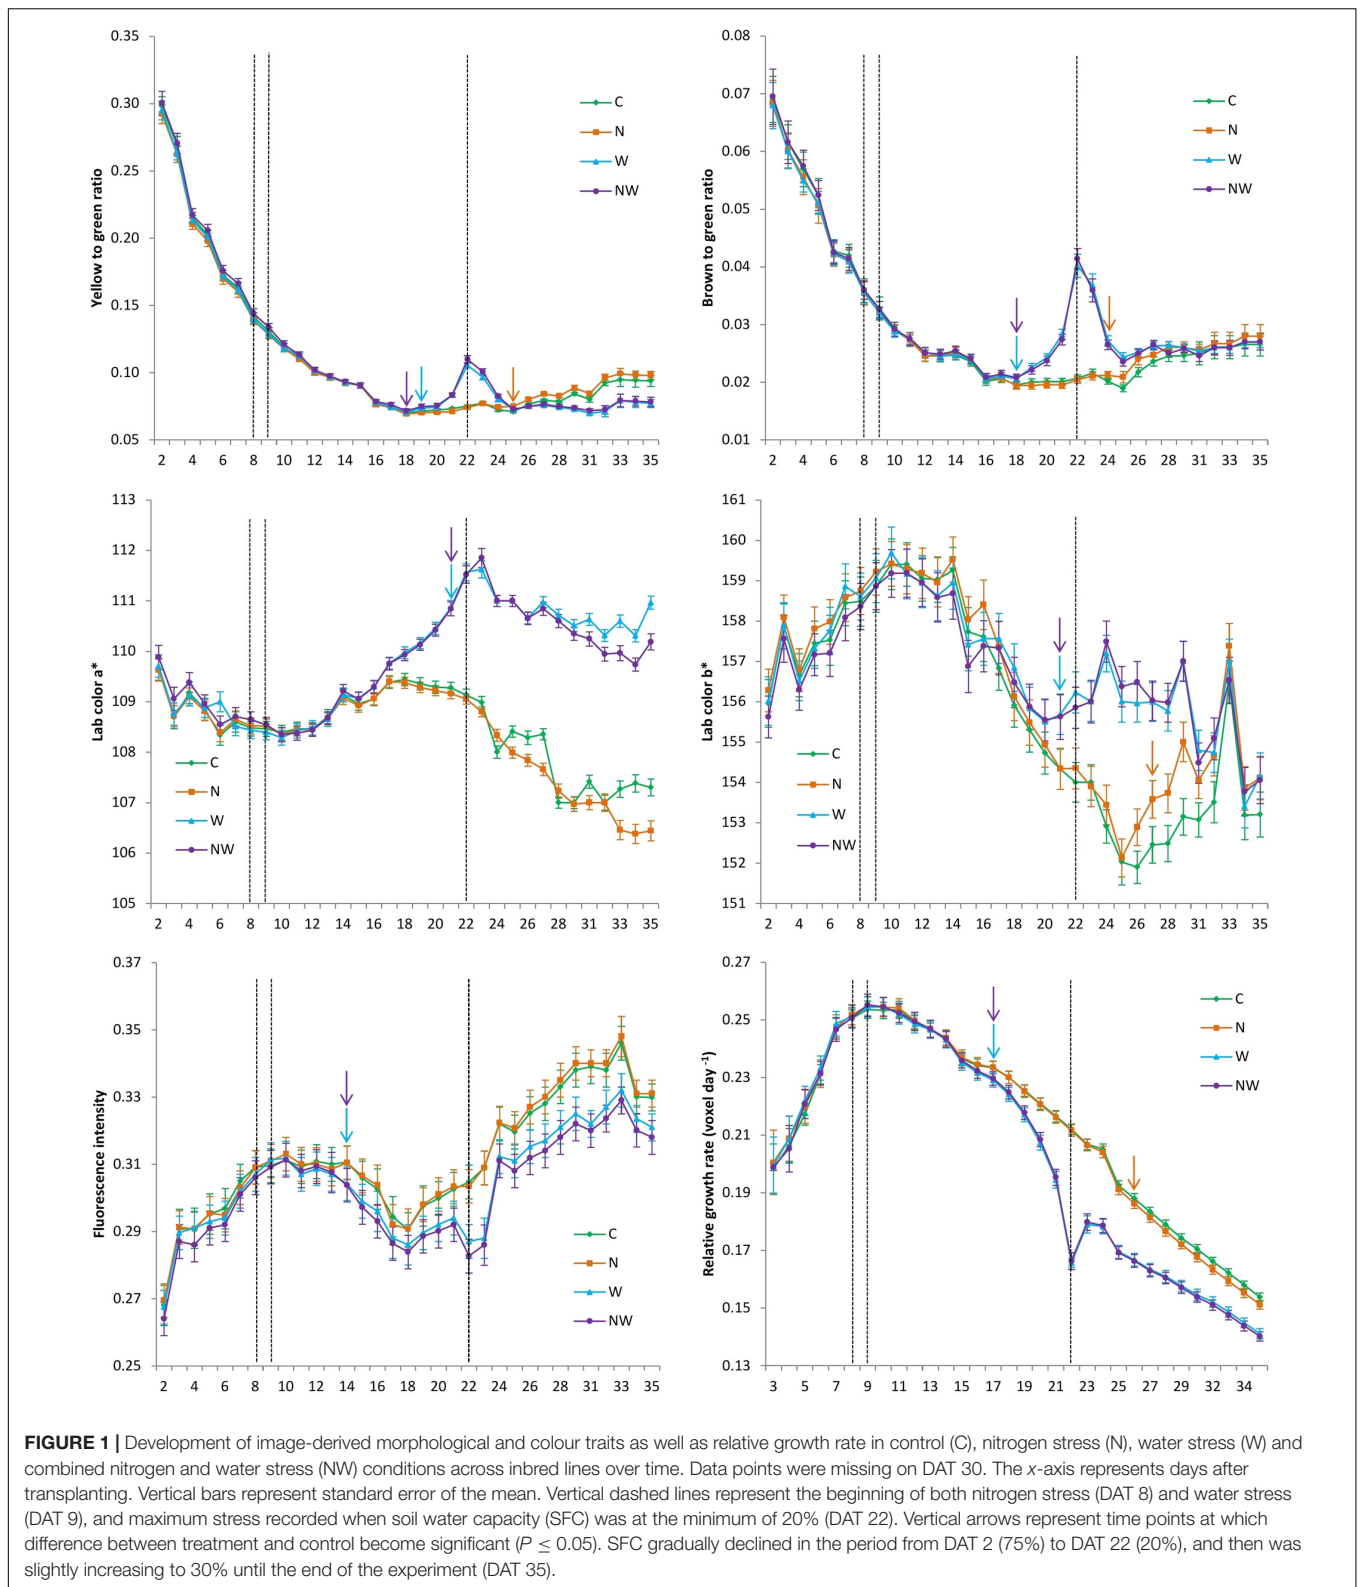 0.35
0.30
0.25
0.20
0.15
0.10
0.05
Yellow to green ratio
C
N
W
NW
2 4 6 8 10 12 14 16 18 20 22 24 26 28 31 33 35
0.08
0.07
0.06
0.05
0.04
0.03
0.02
0.01
Brown to green ratio
C
N
W
NW
2 4 6 8 10 12 14 16 18 20 22 24 26 28 31 33 35
113
112
111
110
109
108
107
106
105
Lab color a*
C
N
W
NW
2 4 6 8 10 12 14 16 18 20 22 24 26 28 31 33 35
161
160
159
158
157
156
155
154
153
152
151
Lab color b*
C
N
W
NW
2 4 6 8 10 12 14 16 18 20 22 24 26 28 31 33 35
0.37
0.35
0.33
0.31
0.29
0.27
0.25
Fluorescence intensity
C
N
W
NW
2 4 6 8 10 12 14 16 18 20 22 24 26 28 31 33 35
0.27
0.25
0.23
0.21
0.19
0.17
0.15
0.13
Relative growth rate (voxel day -1)
C
N
W
NW
3 5 7 9 11 13 15 17 19 21 23 25 27 29 32 34
FIGURE 1 | Development of image-derived morphological and colour traits as well as relative growth rate in control (C), nitrogen stress (N), water stress (W) and
combined nitrogen and water stress (NW) conditions across inbred lines over time. Data points were missing on DAT 30. The x-axis represents days after
transplanting. Vertical bars represent standard error of the mean. Vertical dashed lines represent the beginning of both nitrogen stress (DAT 8) and water stress
(DAT 9), and maximum stress recorded when soil water capacity (SFC) was at the minimum of 20% (DAT 22). Vertical arrows represent time points at which
difference between treatment and control become significant (P ≤ 0.05). SFC gradually declined in the period from DAT 2 (75%) to DAT 22 (20%), and then was
slightly increasing to 30% until the end of the experiment (DAT 35).